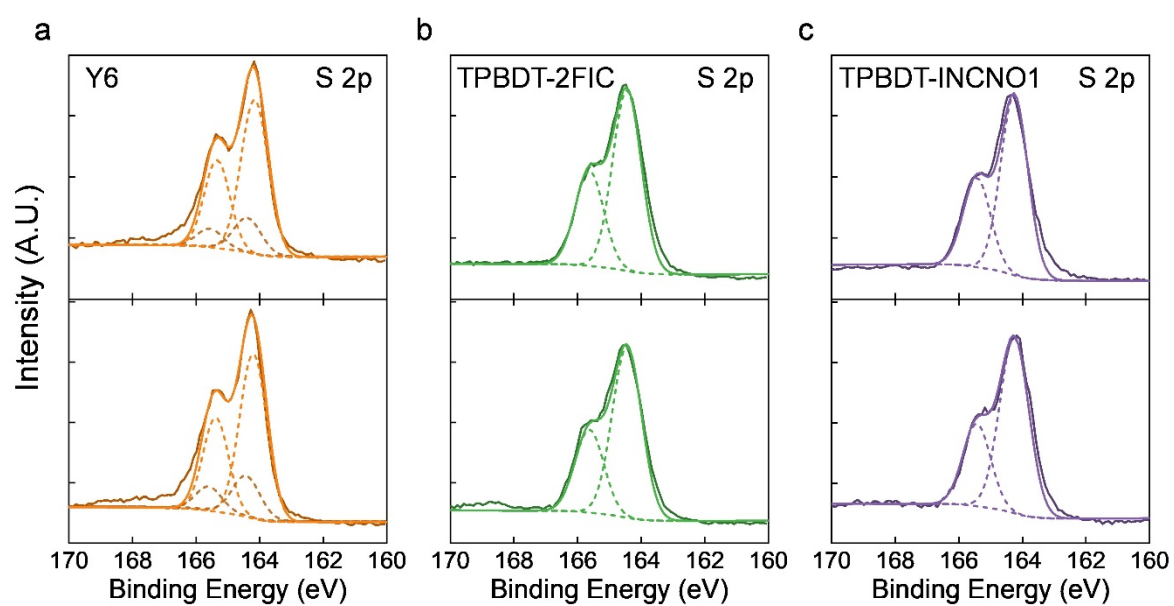 a
b
c
Y6 S 2p
TPBDT-2FIC S 2p
TPBDT-INCNO1 S 2p
Intensity (A.U.)
170 168 166 164 162 160
170 168 166 164 162 160
170 168 166 164 162 160
Binding Energy (eV)
Binding Energy (eV)
Binding Energy (eV)